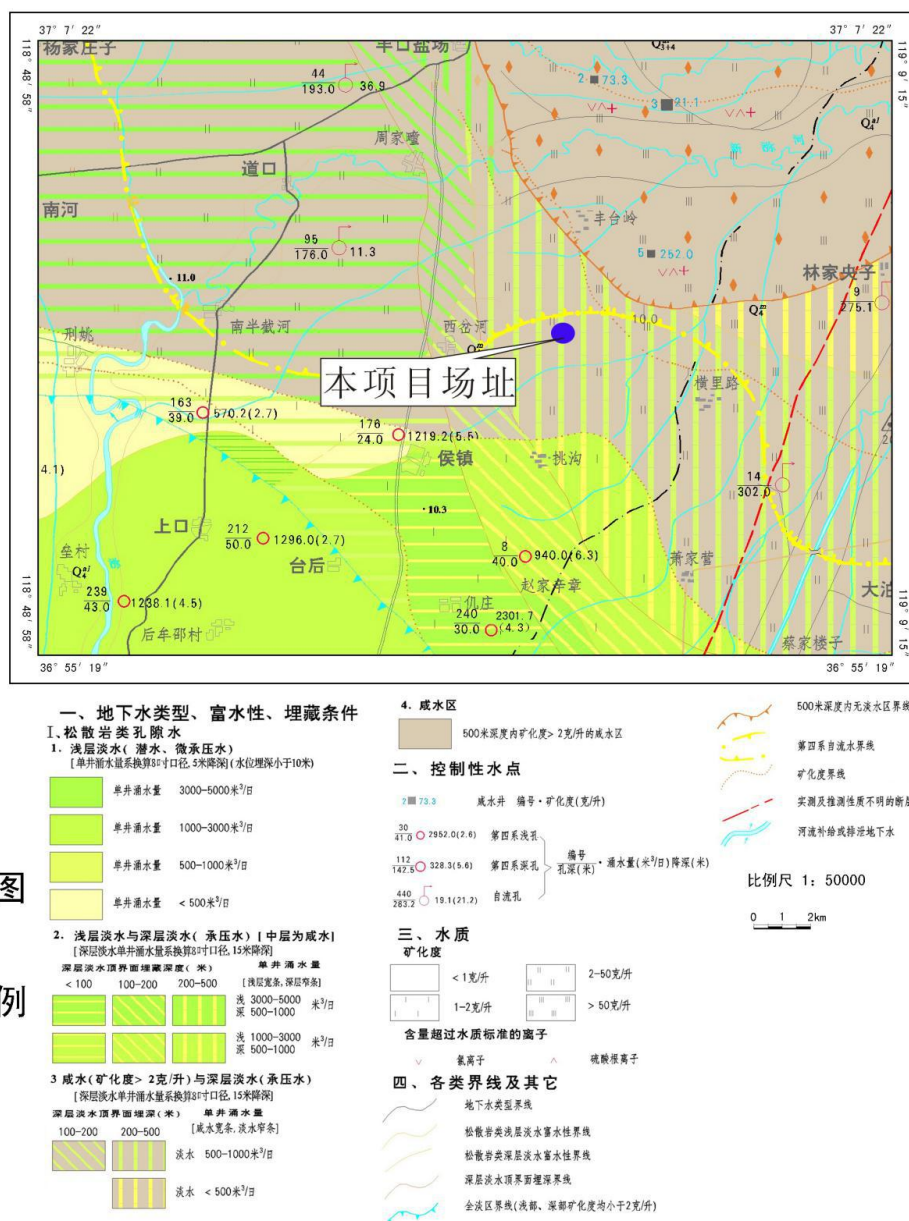 37° 7′ 22″
37° 7′ 22″
118° 48′ 58″
119° 9′ 15″
杨家庄子
丰口盐场
44
193.0
36.9
2
73.3
3
21.1
周家疃
道口
南河
95
176.0
11.3
丰台岭
5
252.0
林家央子
9
275.1
11.0
南半截河
西岔河
10.0
刑姚
本项目场址
横里路
163
39.0
570.2(2.7)
176
24.0
1219.2(5.5)
侯镇
挑沟
4.1)
14
302.0
10.3
上口
212
50.0
1296.0(2.7)
台后
8
40.0
940.0(6.3)
赵家辛章
萧家营
垒村
239
43.0
1238.1(4.5)
仉庄
240
30.0
2301.7
(4.3)
后牟邵村
蔡家楼子
118° 48′ 58″
119° 9′ 15″
36° 55′ 19″
36° 55′ 19″
图
例
一、地下水类型、富水性、埋藏条件
I、松散岩类孔隙水
1. 浅层淡水(潜水、微承压水)
[单井涌水量系换算8吋口径,5米降深](水位埋深小于10米)
单井涌水量 3000-5000米³/日
单井涌水量 1000-3000米³/日
单井涌水量 500-1000米³/日
单井涌水量 <500米³/日
2. 浅层淡水与深层淡水(承压水)[中层为咸水]
[深层淡水单井涌水量系换算8吋口径,15米降深]
深层淡水顶界面埋藏深度(米) 单井涌水量
<100 100-200 200-500 [浅层宽条,深层窄条]
浅 3000-5000 米³/日
深 500-1000
浅 1000-3000 米³/日
深 500-1000
3 咸水(矿化度>2克/升)与深层淡水(承压水)
[深层淡水单井涌水量系换算8吋口径,15米降深]
深层淡水顶界面埋深(米) 单井涌水量
100-200 200-500 [咸水宽条,淡水窄条]
淡水 500-1000米³/日
淡水 <500米³/日
4. 咸水区
500米深度内矿化度>2克/升的咸水区
二、控制性水点
2 73.3 咸水井 编号·矿化度(克/升)
30
41.0
2952.0(2.6) 第四系浅孔
112
142.5
328.3(5.6) 第四系深孔
440
283.2
19.1(21.2) 自流孔
编号
孔深(米)
·涌水量(米³/日)降深(米)
三、水质
矿化度
<1克/升 2-50克/升
1-2克/升 >50克/升
含量超过水质标准的离子
氯离子 硫酸根离子
四、各类界线及其它
地下水类型界线
松散岩类浅层淡水富水性界线
松散岩类深层淡水富水性界线
深层淡水顶界面埋深界线
全淡区界线(浅部、深部矿化度均小于2克/升)
500米深度内无淡水区界线
第四系自流水界线
矿化度界线
实测及推测性质不明的断层
河流补给或排泄地下水
比例尺 1: 50000
0 1 2km